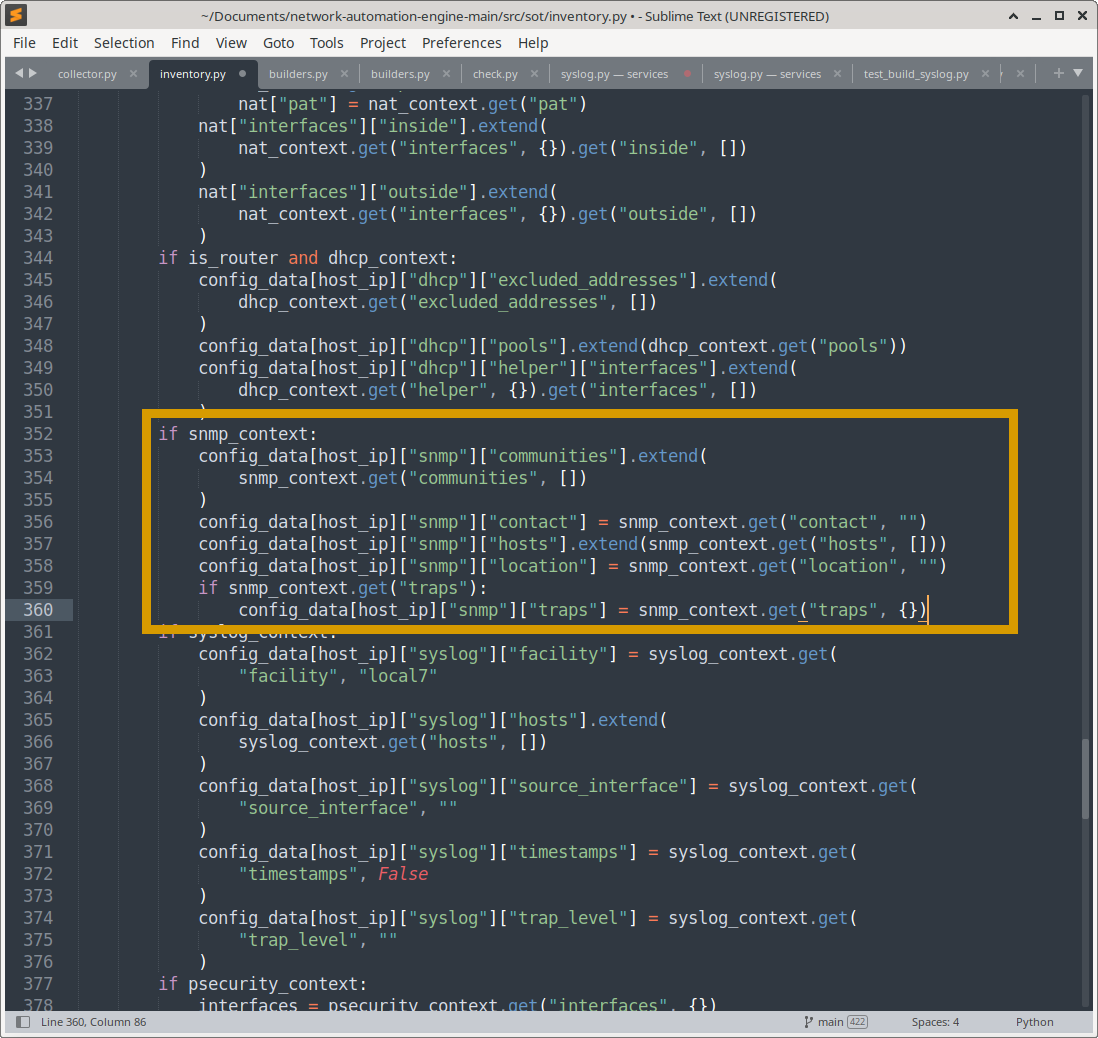 ~/Documents/network-automation-engine-main/src/sot/inventory.py • - Sublime Text (UNREGISTERED)
File Edit Selection Find View Goto Tools Project Preferences Help
collector.py inventory.py builders.py builders.py check.py syslog.py — services syslog.py — services test_build_syslog.py
337 nat["pat"] = nat_context.get("pat")
338 nat["interfaces"]["inside"].extend(
339 nat_context.get("interfaces", {}).get("inside", [])
340 )
341 nat["interfaces"]["outside"].extend(
342 nat_context.get("interfaces", {}).get("outside", [])
343 )
344 if is_router and dhcp_context:
345 config_data[host_ip]["dhcp"]["excluded_addresses"].extend(
346 dhcp_context.get("excluded_addresses", [])
347 )
348 config_data[host_ip]["dhcp"]["pools"].extend(dhcp_context.get("pools"))
349 config_data[host_ip]["dhcp"]["helper"]["interfaces"].extend(
350 dhcp_context.get("helper", {}).get("interfaces", [])
351 )
352 if snmp_context:
353 config_data[host_ip]["snmp"]["communities"].extend(
354 snmp_context.get("communities", [])
355 )
356 config_data[host_ip]["snmp"]["contact"] = snmp_context.get("contact", "")
357 config_data[host_ip]["snmp"]["hosts"].extend(snmp_context.get("hosts", []))
358 config_data[host_ip]["snmp"]["location"] = snmp_context.get("location", "")
359 if snmp_context.get("traps"):
360 config_data[host_ip]["snmp"]["traps"] = snmp_context.get("traps", {})
361 if syslog_context:
362 config_data[host_ip]["syslog"]["facility"] = syslog_context.get(
363 "facility", "local7"
364 )
365 config_data[host_ip]["syslog"]["hosts"].extend(
366 syslog_context.get("hosts", [])
367 )
368 config_data[host_ip]["syslog"]["source_interface"] = syslog_context.get(
369 "source_interface", ""
370 )
371 config_data[host_ip]["syslog"]["timestamps"] = syslog_context.get(
372 "timestamps", False
373 )
374 config_data[host_ip]["syslog"]["trap_level"] = syslog_context.get(
375 "trap_level", ""
376 )
377 if psecurity_context:
378 interfaces = psecurity_context.get("interfaces", {})
Line 360, Column 86 main 422 Spaces: 4 Python